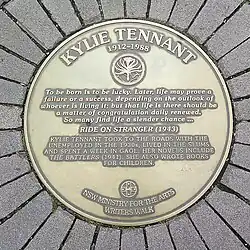 KYLIE TENNANT
1912-1988
To be born is to be lucky. Later, life may prove a
failure or a success, depending on the outlook of
whoever is living it; but that life is there should be
a matter of congratulation daily renewed.
So many find life a slender chance ...
RIDE ON STRANGER (1943)
KYLIE TENNANT TOOK TO THE ROADS WITH THE
UNEMPLOYED IN THE 1930s, LIVED IN THE SLUMS
AND SPENT A WEEK IN GAOL. HER NOVELS INCLUDE
THE BATTLERS (1941). SHE ALSO WROTE BOOKS
FOR CHILDREN.
NSW MINISTRY FOR THE ARTS
WRITERS WALK